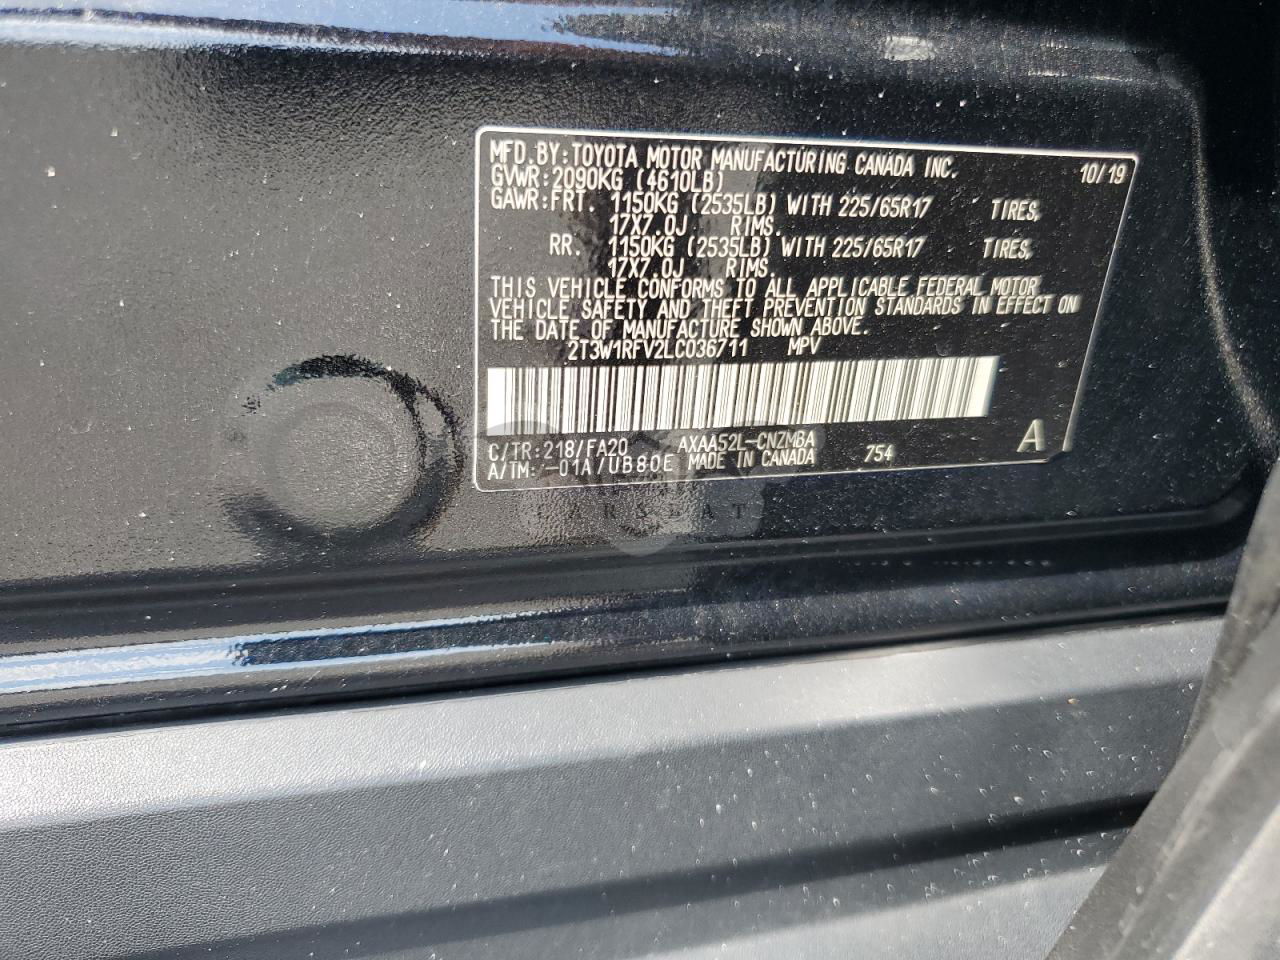 MFD.BY:TOYOTA MOTOR MANUFACTURING CANADA INC. 10/19
GVWR:2090KG (4610LB)
GAWR:FRT. 1150KG (2535LB) WITH 225/65R17 TIRES,
17X7.0J RIMS.
RR. 1150KG (2535LB) WITH 225/65R17 TIRES,
17X7.0J RIMS.
THIS VEHICLE CONFORMS TO ALL APPLICABLE FEDERAL MOTOR
VEHICLE SAFETY AND THEFT PREVENTION STANDARDS IN EFFECT ON
THE DATE OF MANUFACTURE SHOWN ABOVE.
2T3W1RFV2LC036711 MPV
C/TR:218/FA20 AXAA52L-CNZMBA A
A/TM: -01A/UB80E MADE IN CANADA 754
CARSEAT